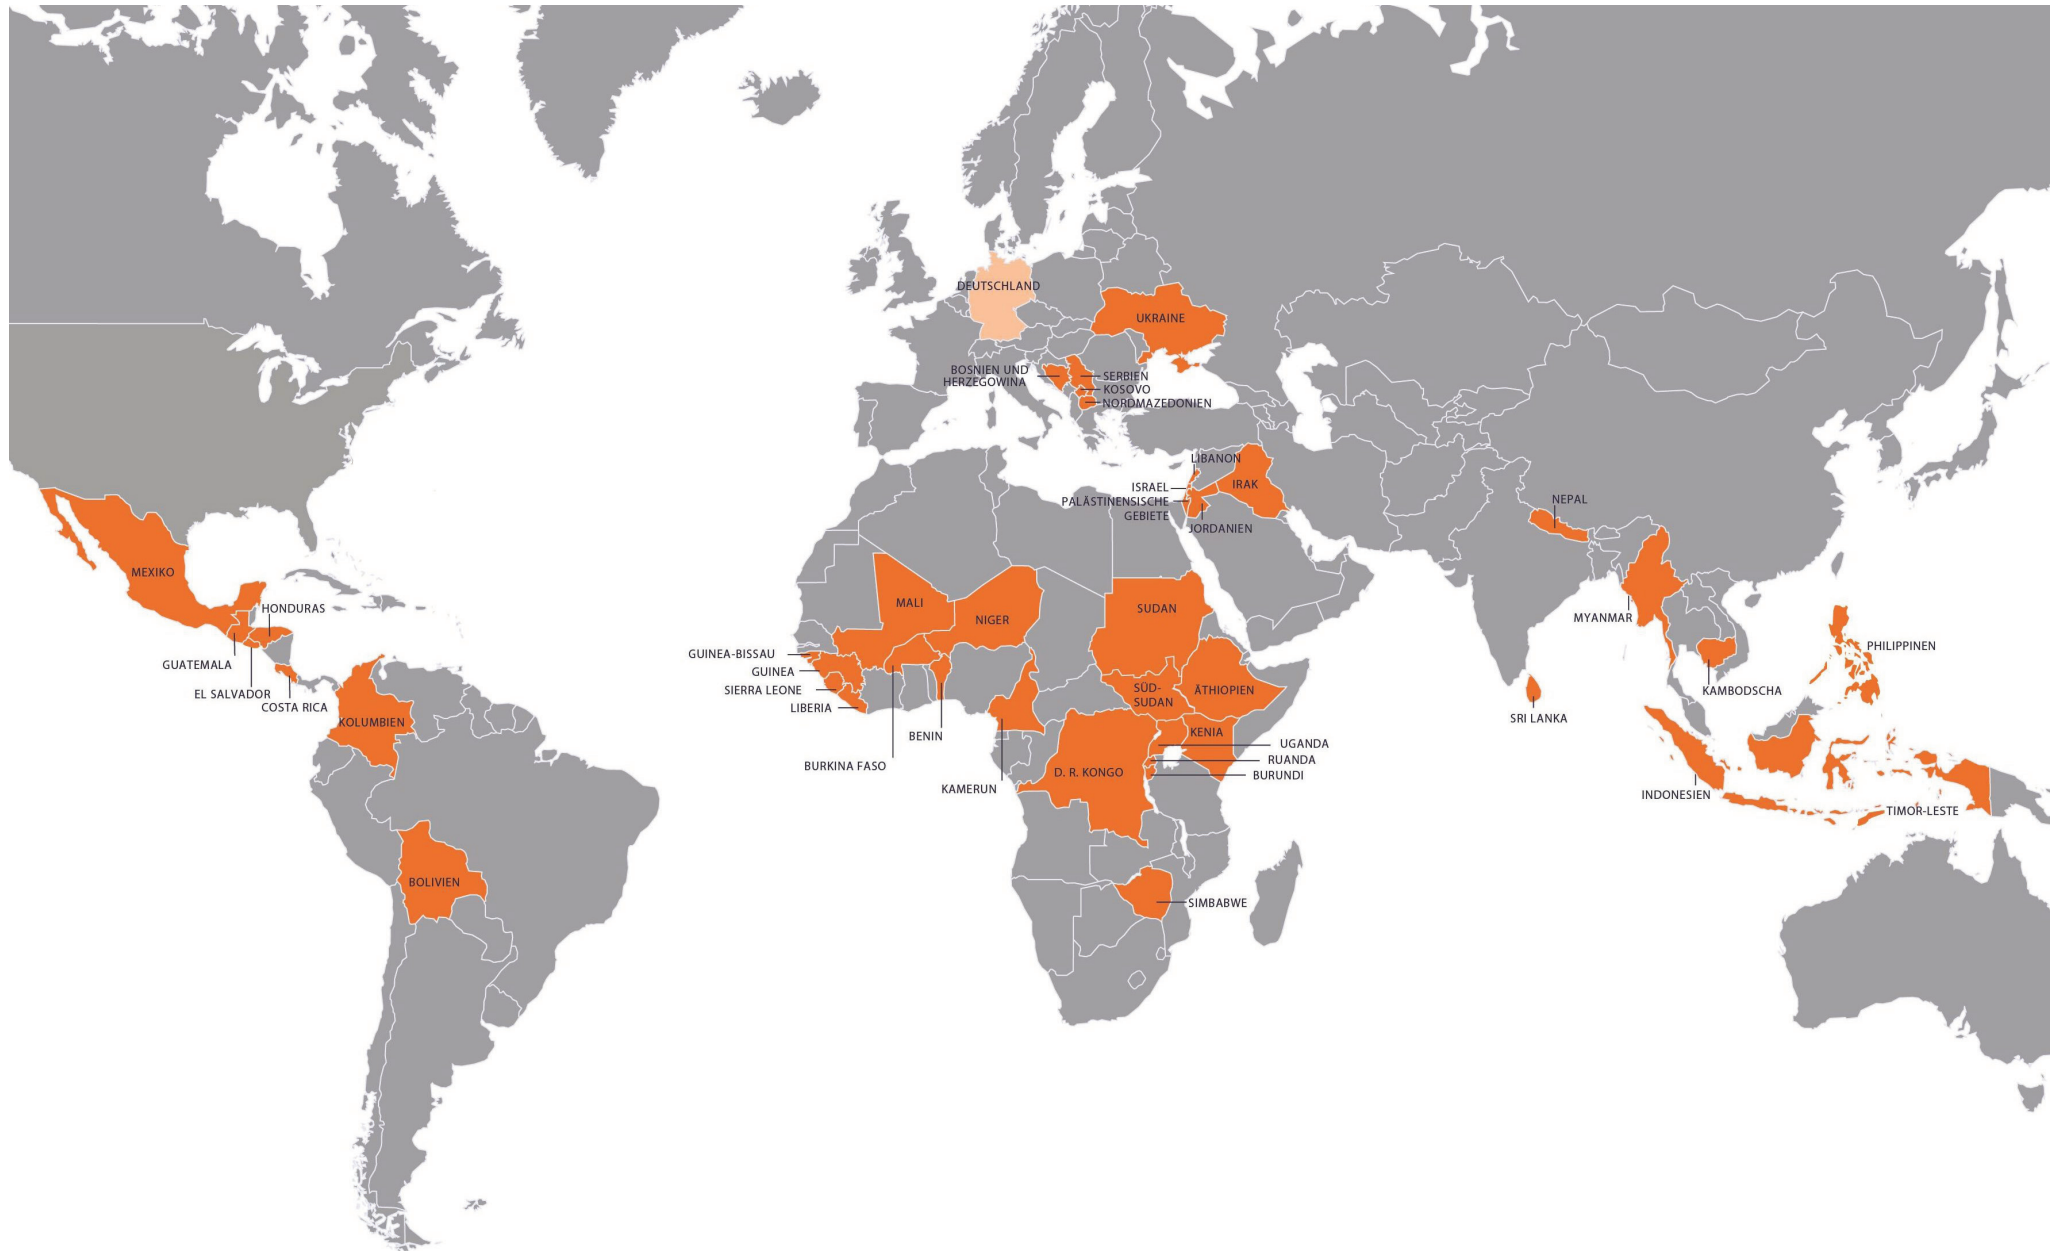 DEUTSCHLAND
UKRAINE
BOSNIEN UND
HERZEGOWINA
SERBIEN
KOSOVO
NORDMAZEDONIEN
LIBANON
ISRAEL
IRAK
PALÄSTINENSISCHE
GEBIETE
JORDANIEN
NEPAL
MEXIKO
HONDURAS
GUATEMALA
EL SALVADOR
COSTA RICA
KOLUMBIEN
BOLIVIEN
MALI
NIGER
SUDAN
GUINEA-BISSAU
GUINEA
SIERRA LEONE
LIBERIA
BURKINA FASO
BENIN
KAMERUN
SÜD-
SUDAN
ÄTHIOPIEN
KENIA
UGANDA
RUANDA
BURUNDI
D. R. KONGO
SIMBABWE
MYANMAR
PHILIPPINEN
KAMBODSCHA
SRI LANKA
INDONESIEN
TIMOR-LESTE